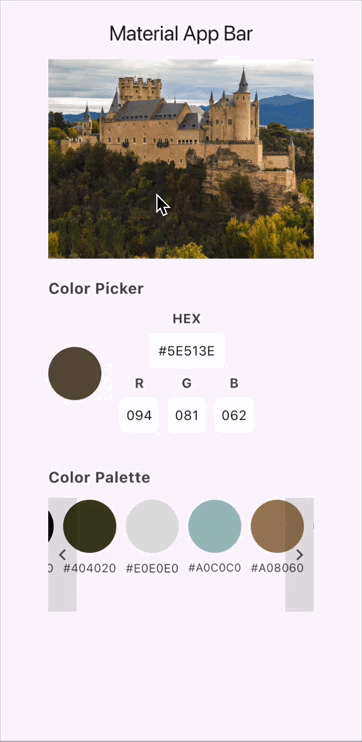 Material App Bar
Color Picker
HEX
#5E513E
R G B
094 081 062
Color Palette
0 #404020 #E0E0E0 #A0C0C0 #A08060